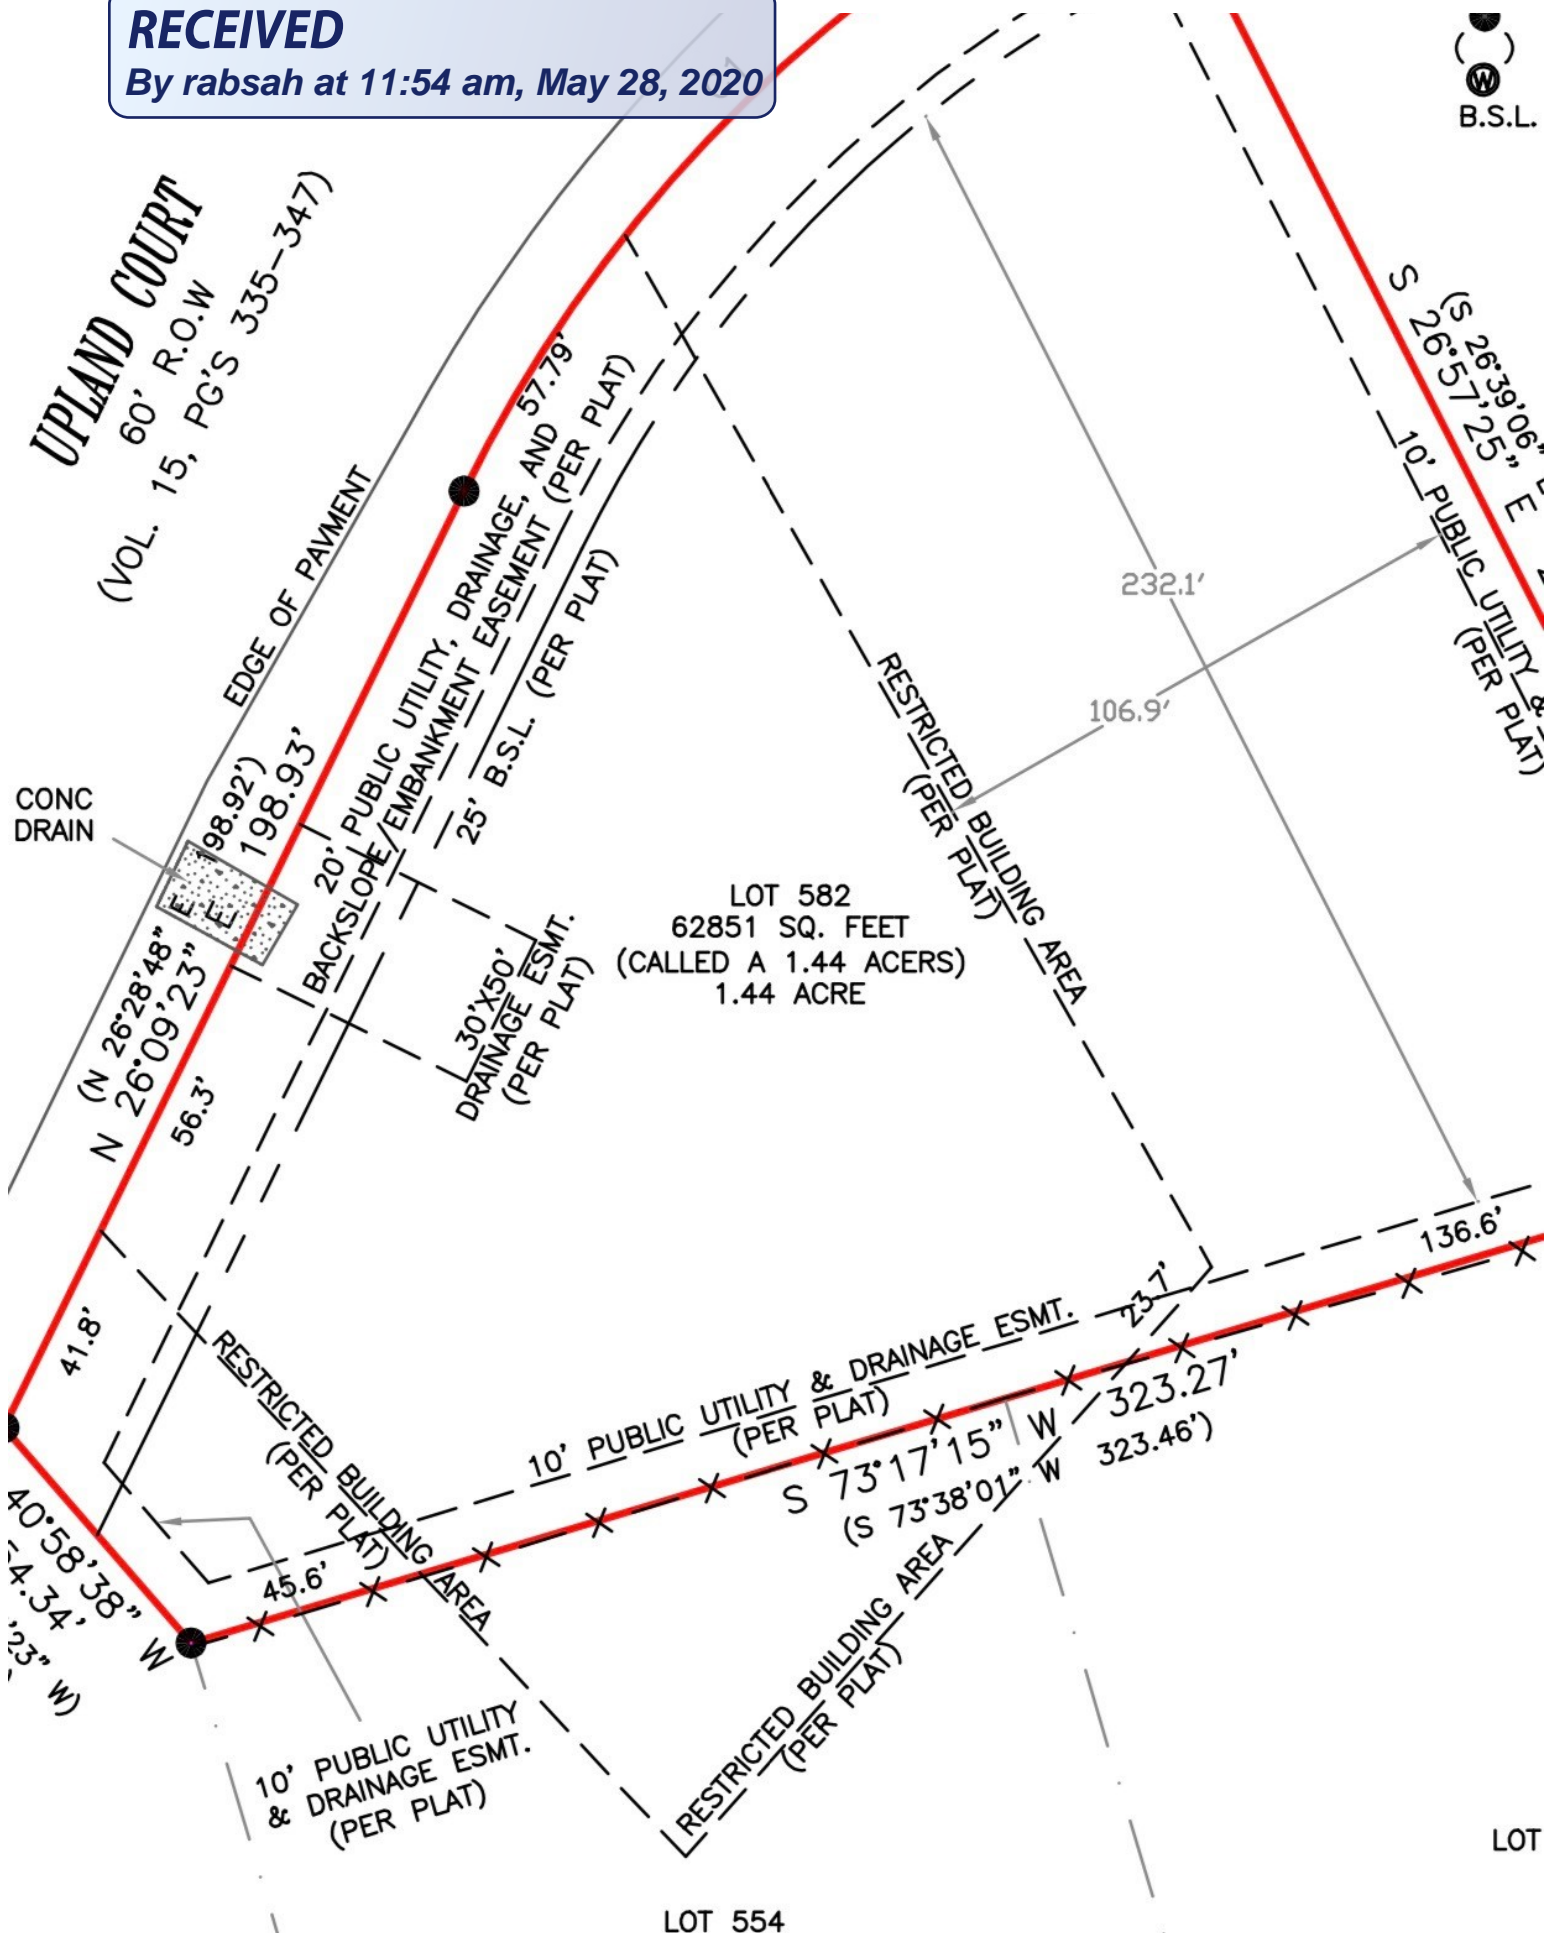 RECEIVED
By rabsah at 11:54 am, May 28, 2020
B.S.L.
W
UPLAND COURT
60' R.O.W
(VOL. 15, PG'S 335-347)
EDGE OF PAVMENT
57.79'
20' PUBLIC UTILITY, DRAINAGE, AND
BACKSLOPE/EMBANKMENT EASEMENT (PER PLAT)
25' B.S.L. (PER PLAT)
S 26°57'25" E
(S 26°39'06"
10' PUBLIC UTILITY &
(PER PLAT)
232.1'
106.9'
RESTRICTED BUILDING AREA
(PER PLAT)
CONC
DRAIN
198.92')
198.93'
(N 26°28'48" E
N 26°09'23" E
LOT 582
62851 SQ. FEET
(CALLED A 1.44 ACERS)
1.44 ACRE
30'X50'
DRAINAGE ESMT.
(PER PLAT)
56.3'
41.8'
136.6'
23.7'
RESTRICTED BUILDING AREA
(PER PLAT)
10' PUBLIC UTILITY & DRAINAGE ESMT.
(PER PLAT)
S 73°17'15" W 323.27'
(S 73°38'01" W 323.46')
40°58'38" W
54.34'
'23" W)
45.6'
RESTRICTED BUILDING AREA
(PER PLAT)
10' PUBLIC UTILITY
& DRAINAGE ESMT.
(PER PLAT)
LOT
LOT 554